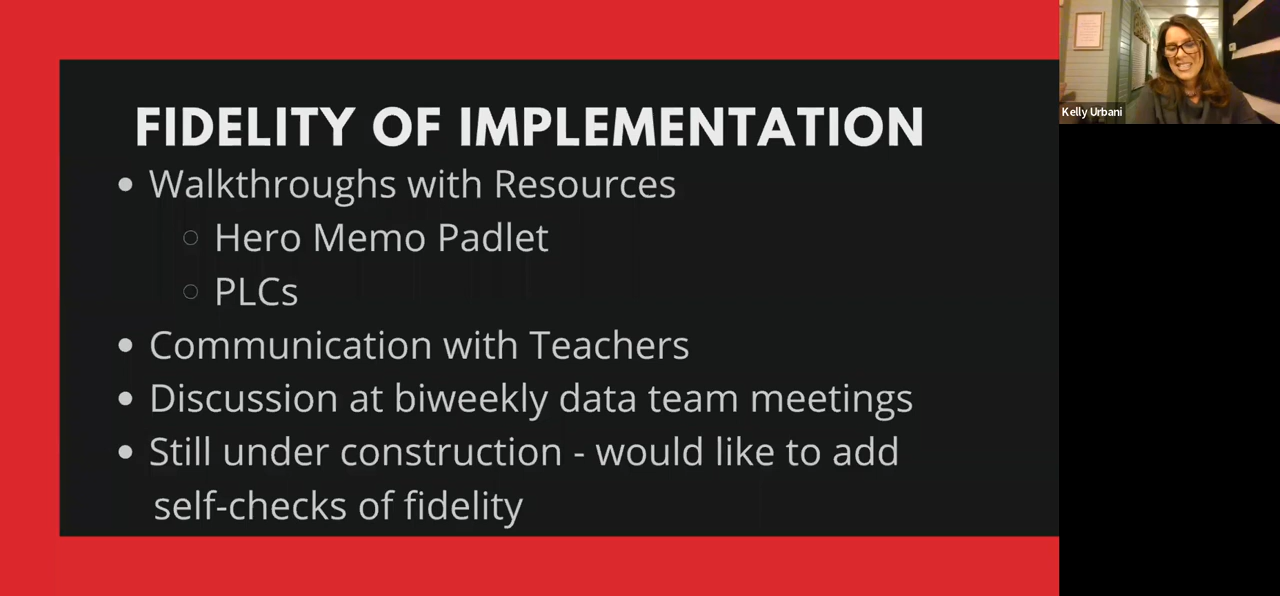 FIDELITY OF IMPLEMENTATION
Walkthroughs with Resources
Hero Memo Padlet
PLCs
Communication with Teachers
Discussion at biweekly data team meetings
Still under construction - would like to add
self-checks of fidelity
Kelly Urbani